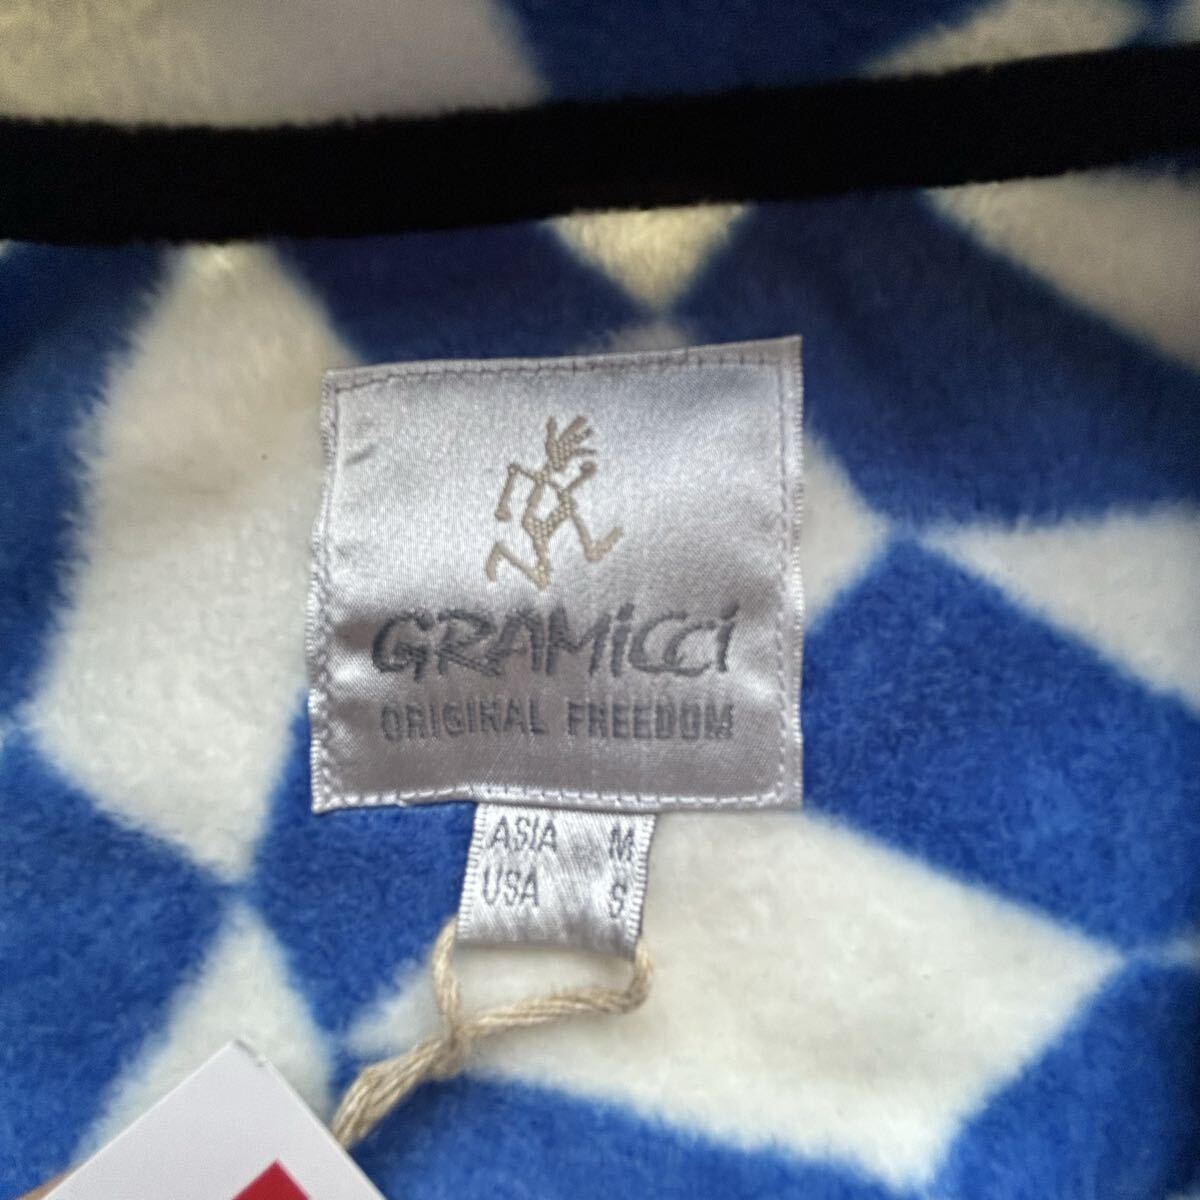 GRAMiCCi
ORIGINAL FREEDOM
ASIA M
USA S